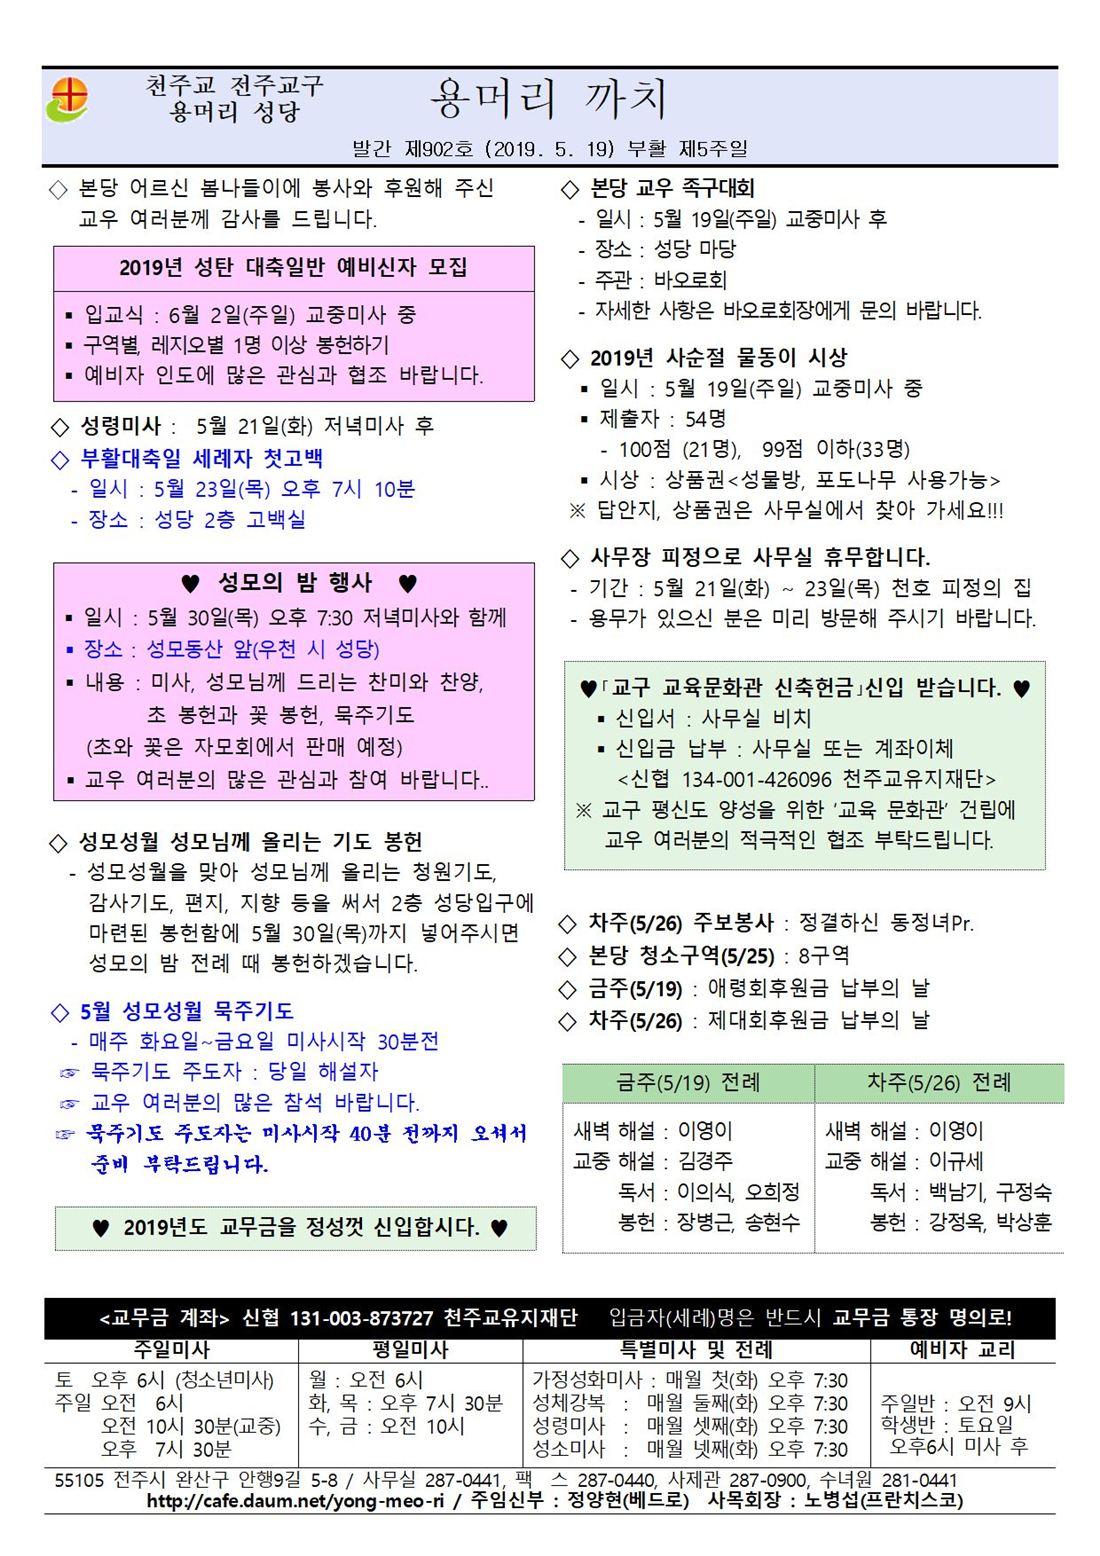 천주교 전주교구
용머리 성당
용머리 까치
발간 제902호 (2019. 5. 19) 부활 제5주일
◇ 본당 어르신 봄나들이에 봉사와 후원해 주신
교우 여러분께 감사를 드립니다.
2019년 성탄 대축일반 예비신자 모집
▪ 입교식 : 6월 2일(주일) 교중미사 중
▪ 구역별, 레지오별 1명 이상 봉헌하기
▪ 예비자 인도에 많은 관심과 협조 바랍니다.
◇ 성령미사 : 5월 21일(화) 저녁미사 후
◇ 부활대축일 세례자 첫고백
- 일시 : 5월 23일(목) 오후 7시 10분
- 장소 : 성당 2층 고백실
♥ 성모의 밤 행사 ♥
▪ 일시 : 5월 30일(목) 오후 7:30 저녁미사와 함께
▪ 장소 : 성모동산 앞(우천 시 성당)
▪ 내용 : 미사, 성모님께 드리는 찬미와 찬양,
초 봉헌과 꽃 봉헌, 묵주기도
(초와 꽃은 자모회에서 판매 예정)
▪ 교우 여러분의 많은 관심과 참여 바랍니다..
◇ 성모성월 성모님께 올리는 기도 봉헌
- 성모성월을 맞아 성모님께 올리는 청원기도,
감사기도, 편지, 지향 등을 써서 2층 성당입구에
마련된 봉헌함에 5월 30일(목)까지 넣어주시면
성모의 밤 전례 때 봉헌하겠습니다.
◇ 5월 성모성월 묵주기도
- 매주 화요일~금요일 미사시작 30분전
☞ 묵주기도 주도자 : 당일 해설자
☞ 교우 여러분의 많은 참석 바랍니다.
☞ 묵주기도 주도자는 미사시작 40분 전까지 오셔서
준비 부탁드립니다.
♥ 2019년도 교무금을 정성껏 신입합시다. ♥
◇ 본당 교우 족구대회
- 일시 : 5월 19일(주일) 교중미사 후
- 장소 : 성당 마당
- 주관 : 바오로회
- 자세한 사항은 바오로회장에게 문의 바랍니다.
◇ 2019년 사순절 물동이 시상
▪ 일시 : 5월 19일(주일) 교중미사 중
▪ 제출자 : 54명
- 100점 (21명), 99점 이하(33명)
▪ 시상 : 상품권<성물방, 포도나무 사용가능>
※ 답안지, 상품권은 사무실에서 찾아 가세요!!!
◇ 사무장 피정으로 사무실 휴무합니다.
- 기간 : 5월 21일(화) ~ 23일(목) 천호 피정의 집
- 용무가 있으신 분은 미리 방문해 주시기 바랍니다.
♥「교구 교육문화관 신축헌금」신입 받습니다. ♥
▪ 신입서 : 사무실 비치
▪ 신입금 납부 : 사무실 또는 계좌이체
<신협 134-001-426096 천주교유지재단>
※ 교구 평신도 양성을 위한 ‘교육 문화관’ 건립에
교우 여러분의 적극적인 협조 부탁드립니다.
◇ 차주(5/26) 주보봉사 : 정결하신 동정녀Pr.
◇ 본당 청소구역(5/25) : 8구역
◇ 금주(5/19) : 애령회후원금 납부의 날
◇ 차주(5/26) : 제대회후원금 납부의 날
금주(5/19) 전례
새벽 해설 : 이영이
교중 해설 : 김경주
독서 : 이의식, 오희정
봉헌 : 장병근, 송현수
차주(5/26) 전례
새벽 해설 : 이영이
교중 해설 : 이규세
독서 : 백남기, 구정숙
봉헌 : 강정옥, 박상훈
<교무금 계좌> 신협 131-003-873727 천주교유지재단 입금자(세례)명은 반드시 교무금 통장 명의로!
주일미사
토 오후 6시 (청소년미사)
주일 오전 6시
오전 10시 30분(교중)
오후 7시 30분
평일미사
월 : 오전 6시
화, 목 : 오후 7시 30분
수, 금 : 오전 10시
특별미사 및 전례
가정성화미사 : 매월 첫(화) 오후 7:30
성체강복 : 매월 둘째(화) 오후 7:30
성령미사 : 매월 셋째(화) 오후 7:30
성소미사 : 매월 넷째(화) 오후 7:30
예비자 교리
주일반 : 오전 9시
학생반 : 토요일
오후6시 미사 후
55105 전주시 완산구 안행9길 5-8 / 사무실 287-0441, 팩 스 287-0440, 사제관 287-0900, 수녀원 281-0441
http://cafe.daum.net/yong-meo-ri / 주임신부 : 정양현(베드로) 사목회장 : 노병섭(프란치스코)